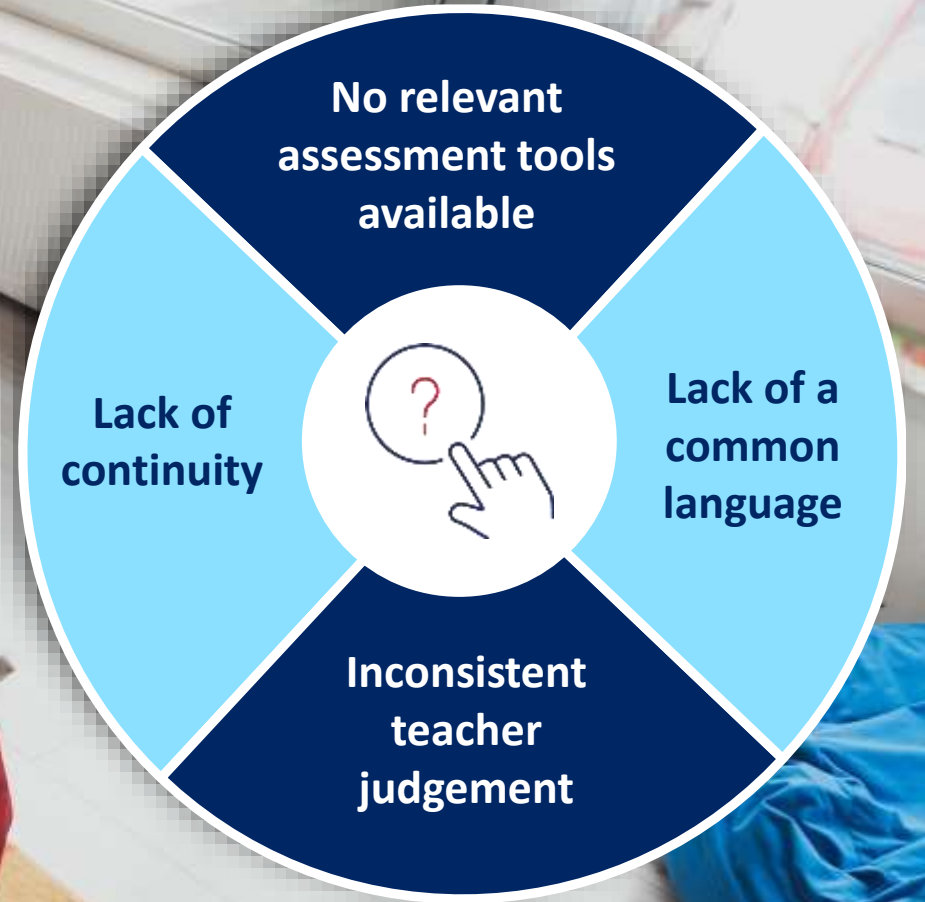 No relevant
assessment tools
available
Lack of a
common
language
Inconsistent
teacher
judgement
Lack of
continuity
?